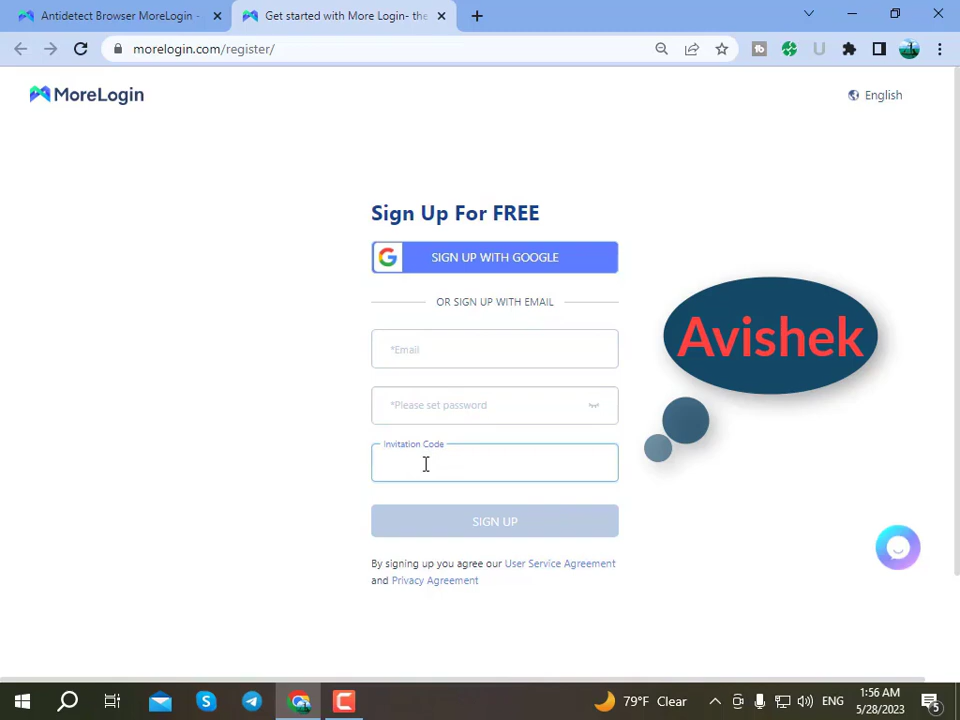 Antidetect Browser MoreLogin -
Get started with More Login- the
morelogin.com/register/
MoreLogin
English
Sign Up For FREE
SIGN UP WITH GOOGLE
OR SIGN UP WITH EMAIL
*Email
*Please set password
Invitation Code
SIGN UP
By signing up you agree our User Service Agreement
and Privacy Agreement
Avishek
79°F Clear
ENG
1:56 AM
5/28/2023
5